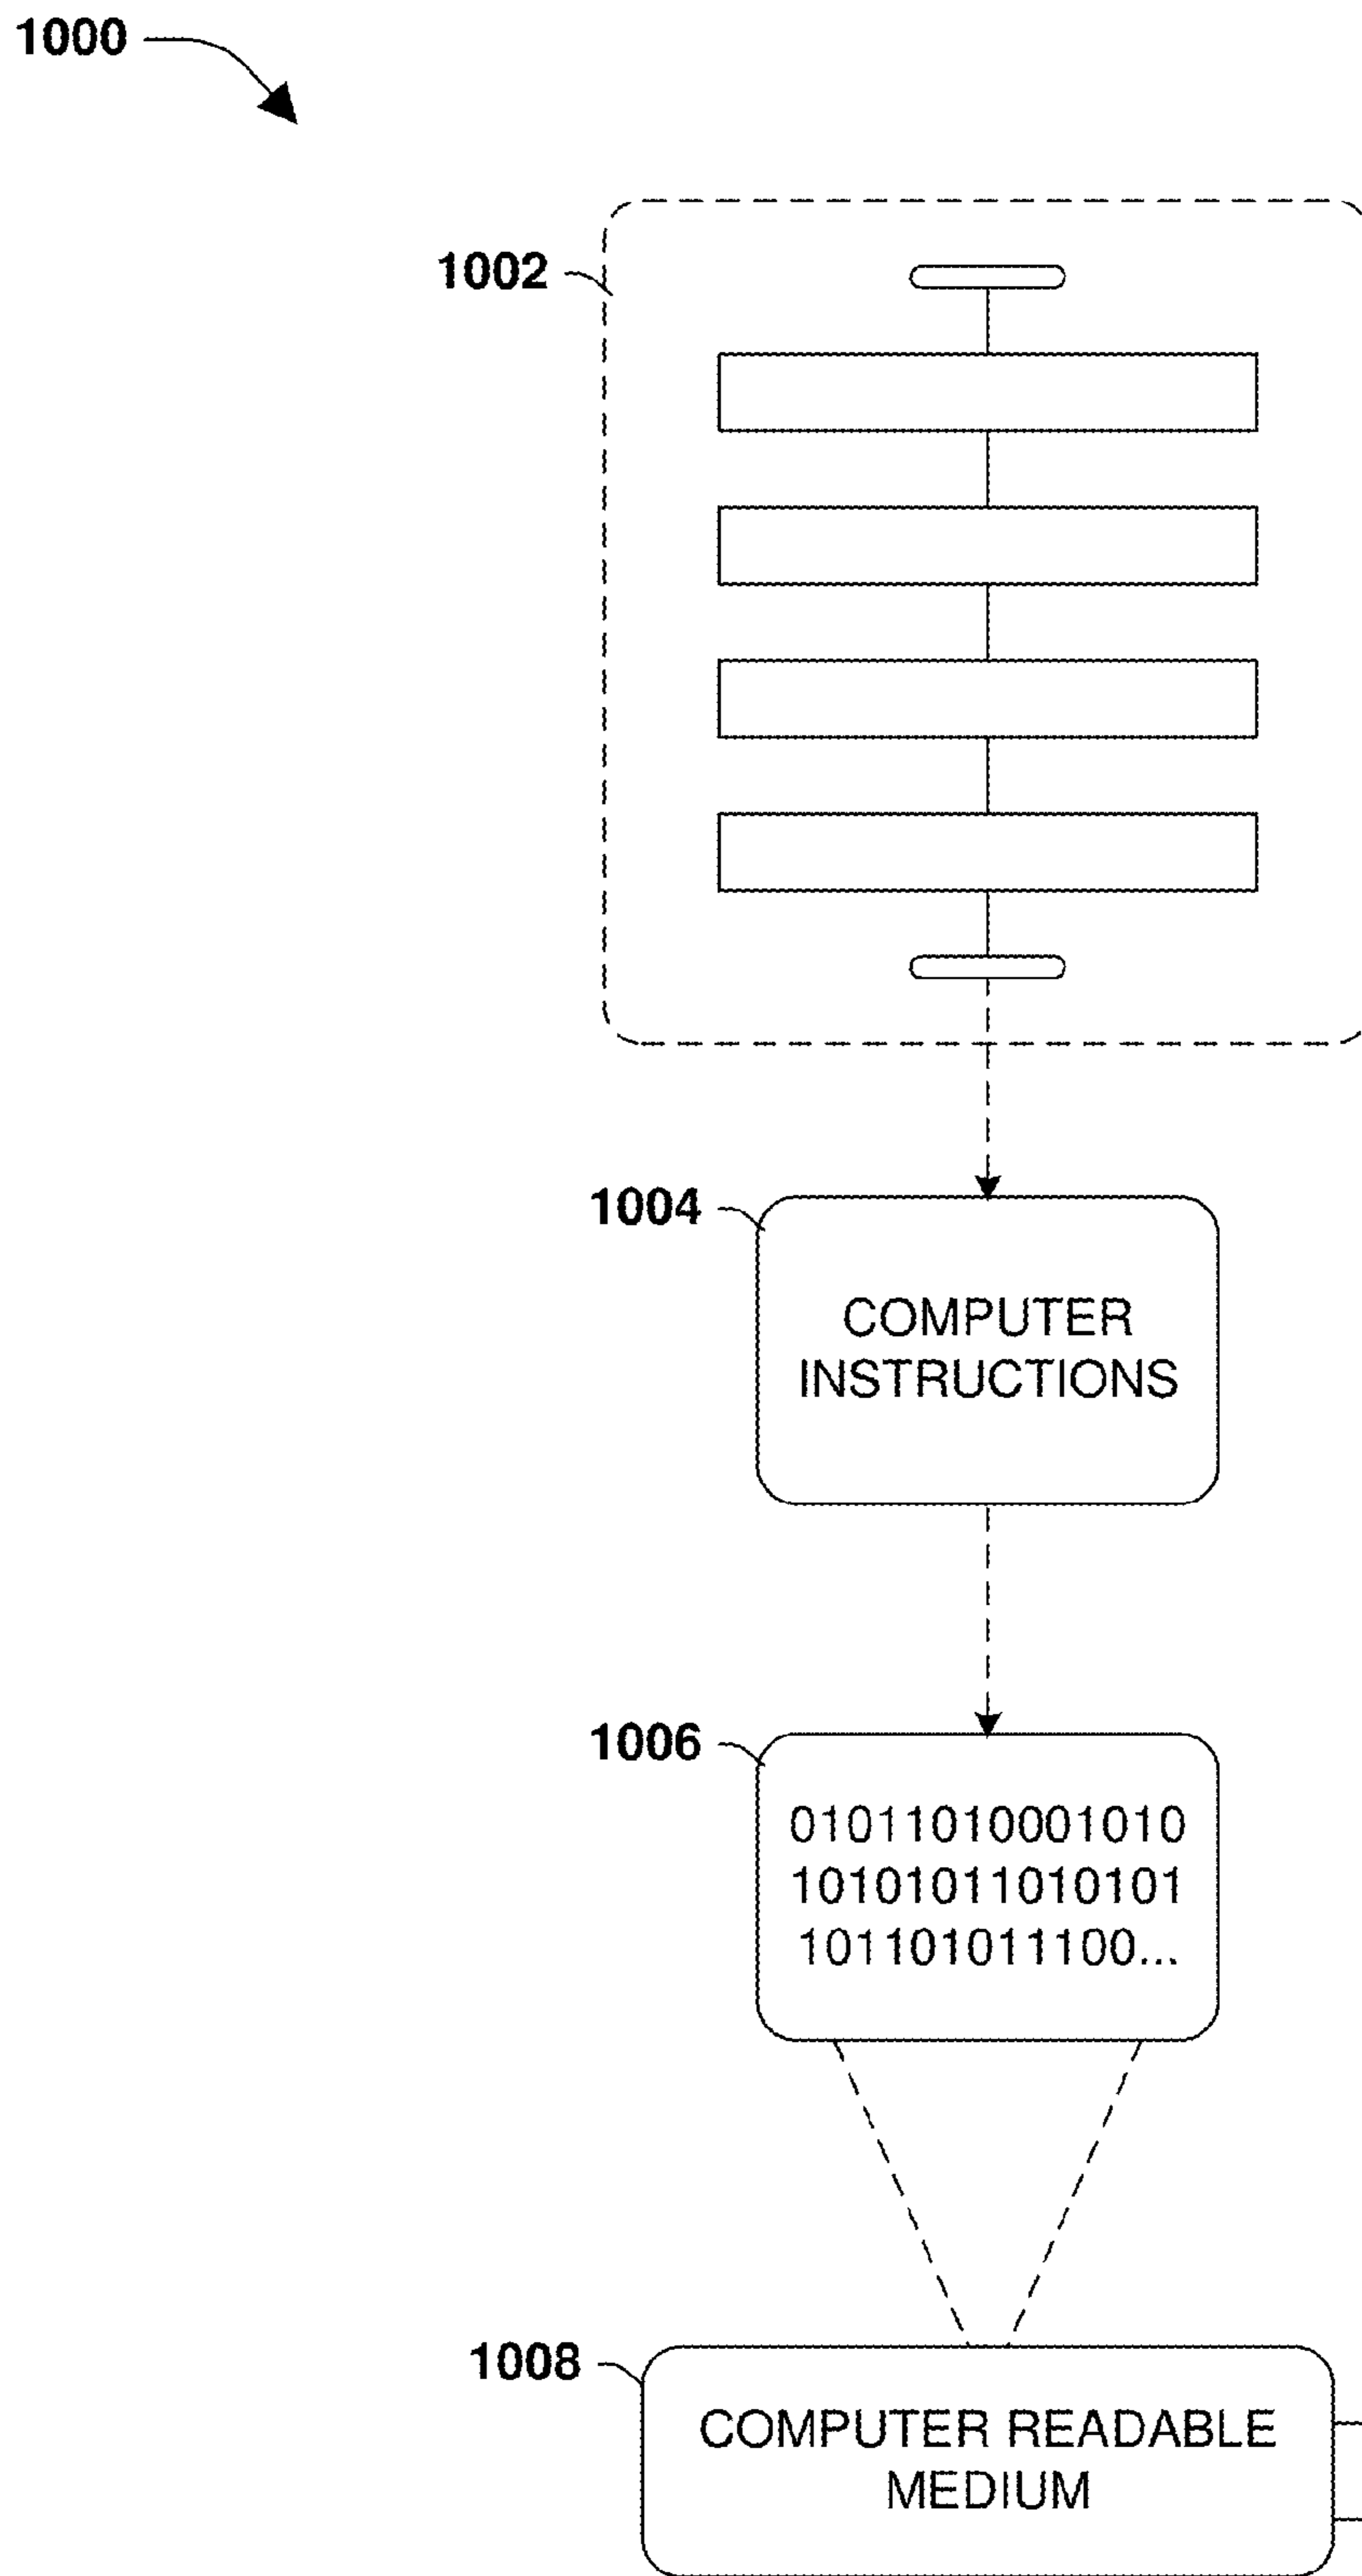 1000
1002
1004
COMPUTER
INSTRUCTIONS
1006
01011010001010
10101011010101
101101011100...
1008
COMPUTER READABLE
MEDIUM